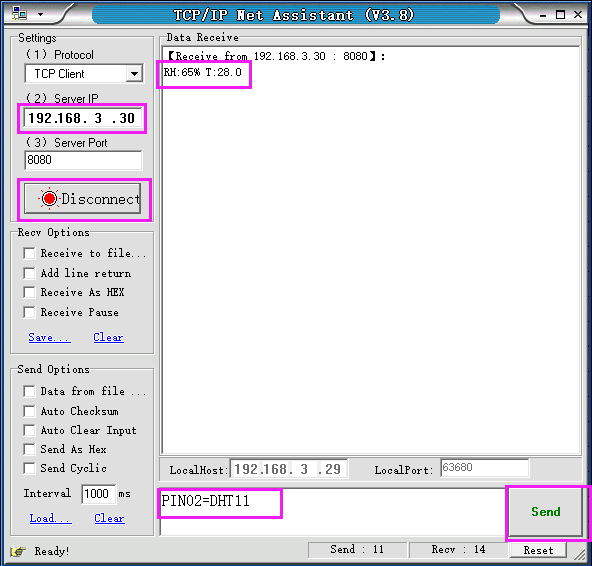 TCP/IP Net Assistant (V3.8)
Settings
(1) Protocol
TCP Client
(2) Server IP
192.168. 3 .30
(3) Server Port
8080
Disconnect
Recv Options
Receive to file...
Add line return
Receive As HEX
Receive Pause
Save... Clear
Send Options
Data from file ...
Auto Checksum
Auto Clear Input
Send As Hex
Send Cyclic
Interval 1000 ms
Load... Clear
Data Receive
【Receive from 192.168.3.30 : 8080】:
RH:65% T:28.0
LocalHost: 192.168. 3 .29 LocalPort: 63680
PIN02=DHT11
Send
Ready! Send : 11 Recv : 14 Reset